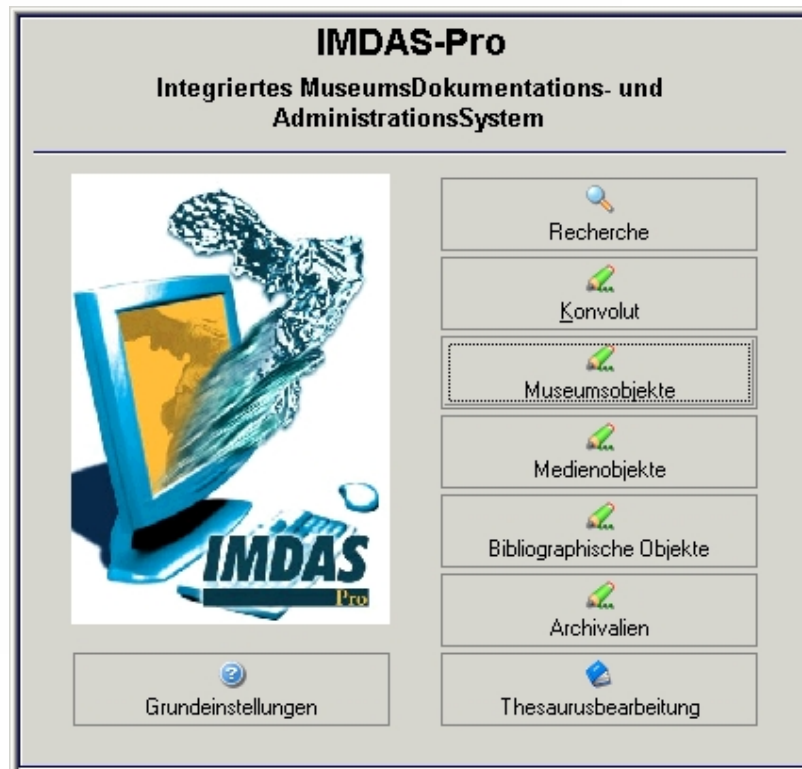 IMDAS-Pro
Integriertes MuseumsDokumentations- und
AdministrationsSystem
Recherche
Konvolut
Museumsobjekte
Medienobjekte
Bibliographische Objekte
Archivalien
IMDAS
Pro
Grundeinstellungen
Thesaurusbearbeitung